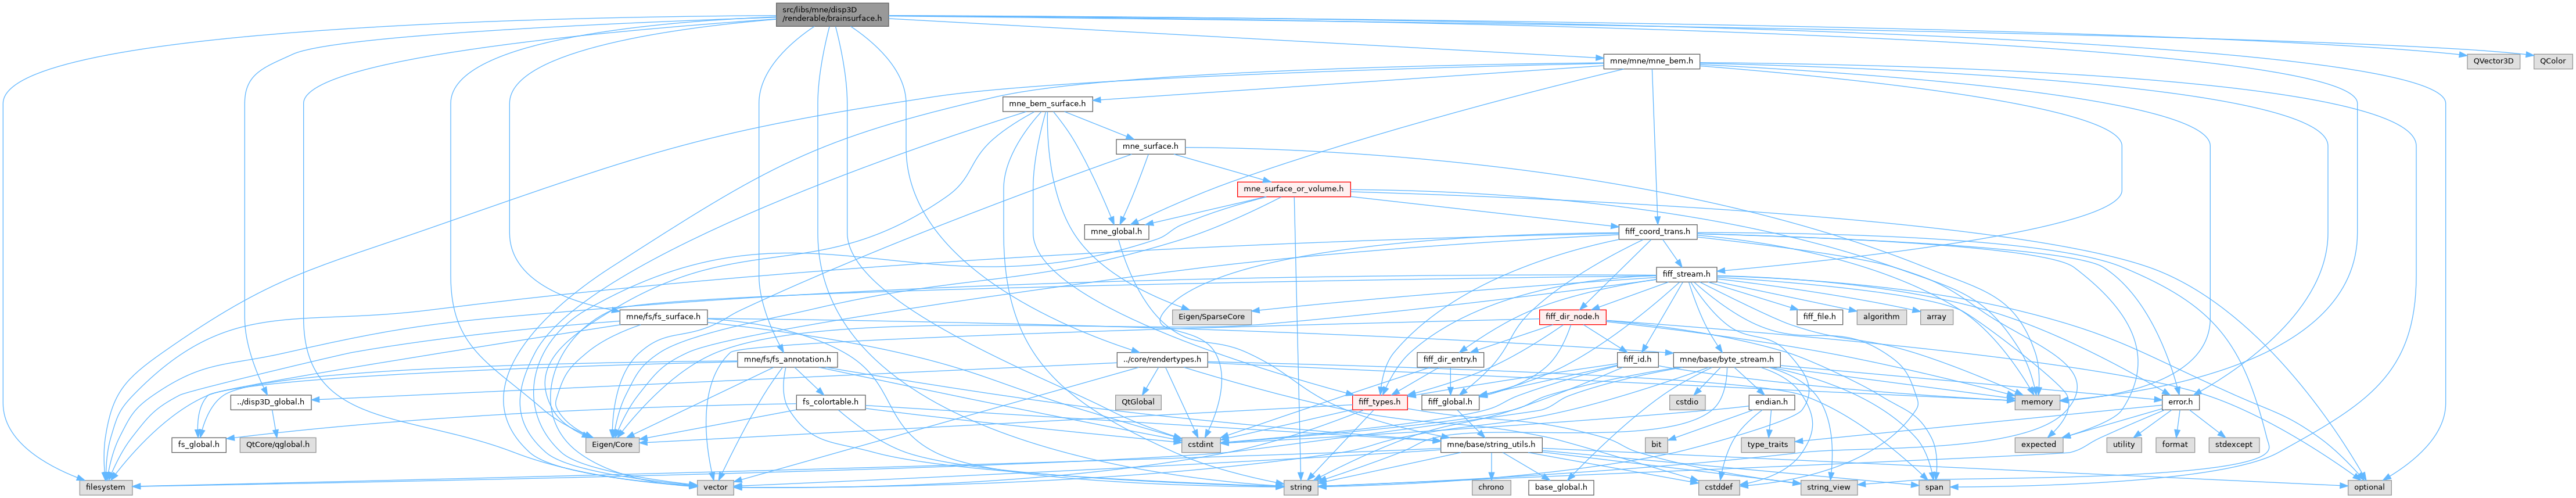 src/libs/mne/disp3D
/renderable/brainsurface.h
mne/mne/mne_bem.h
QVector3D
QColor
mne_bem_surface.h
mne_surface.h
mne_surface_or_volume.h
mne_global.h
fiff_coord_trans.h
fiff_stream.h
mne/fs/fs_surface.h
Eigen/SparseCore
fiff_dir_node.h
fiff_file.h
algorithm
array
mne/fs/fs_annotation.h
../core/rendertypes.h
fiff_dir_entry.h
fiff_id.h
mne/base/byte_stream.h
../disp3D_global.h
fs_colortable.h
QtGlobal
fiff_types.h
fiff_global.h
cstdio
endian.h
memory
error.h
fs_global.h
QtCore/qglobal.h
Eigen/Core
cstdint
mne/base/string_utils.h
bit
type_traits
expected
utility
format
stdexcept
filesystem
vector
string
chrono
base_global.h
cstddef
string_view
span
optional